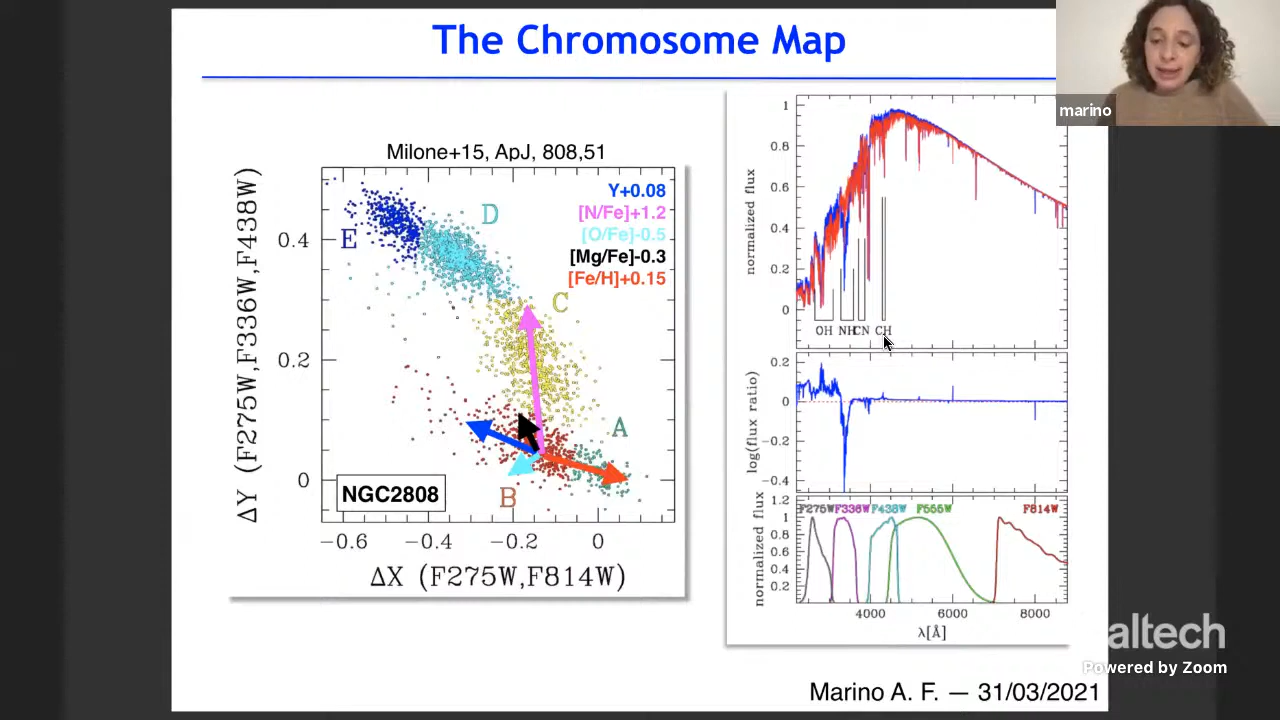 The Chromosome Map
marino
Milone+15, ApJ, 808,51
ΔY (F275W,F336W,F438W)
0.4
0.2
0
E
D
C
A
B
Y+0.08
[N/Fe]+1.2
[O/Fe]-0.5
[Mg/Fe]-0.3
[Fe/H]+0.15
NGC2808
−0.6 −0.4 −0.2 0
ΔX (F275W,F814W)
normalized flux
1
0.8
0.6
0.4
0.2
0
OH NH CN CH
log(flux ratio)
0.2
0
−0.2
−0.4
normalized flux
1.2
1
0.8
0.6
0.4
0.2
F275W F336W F438W F555W F814W
4000 6000 8000
λ[Å]
altech
Powered by Zoom
Marino A. F. — 31/03/2021